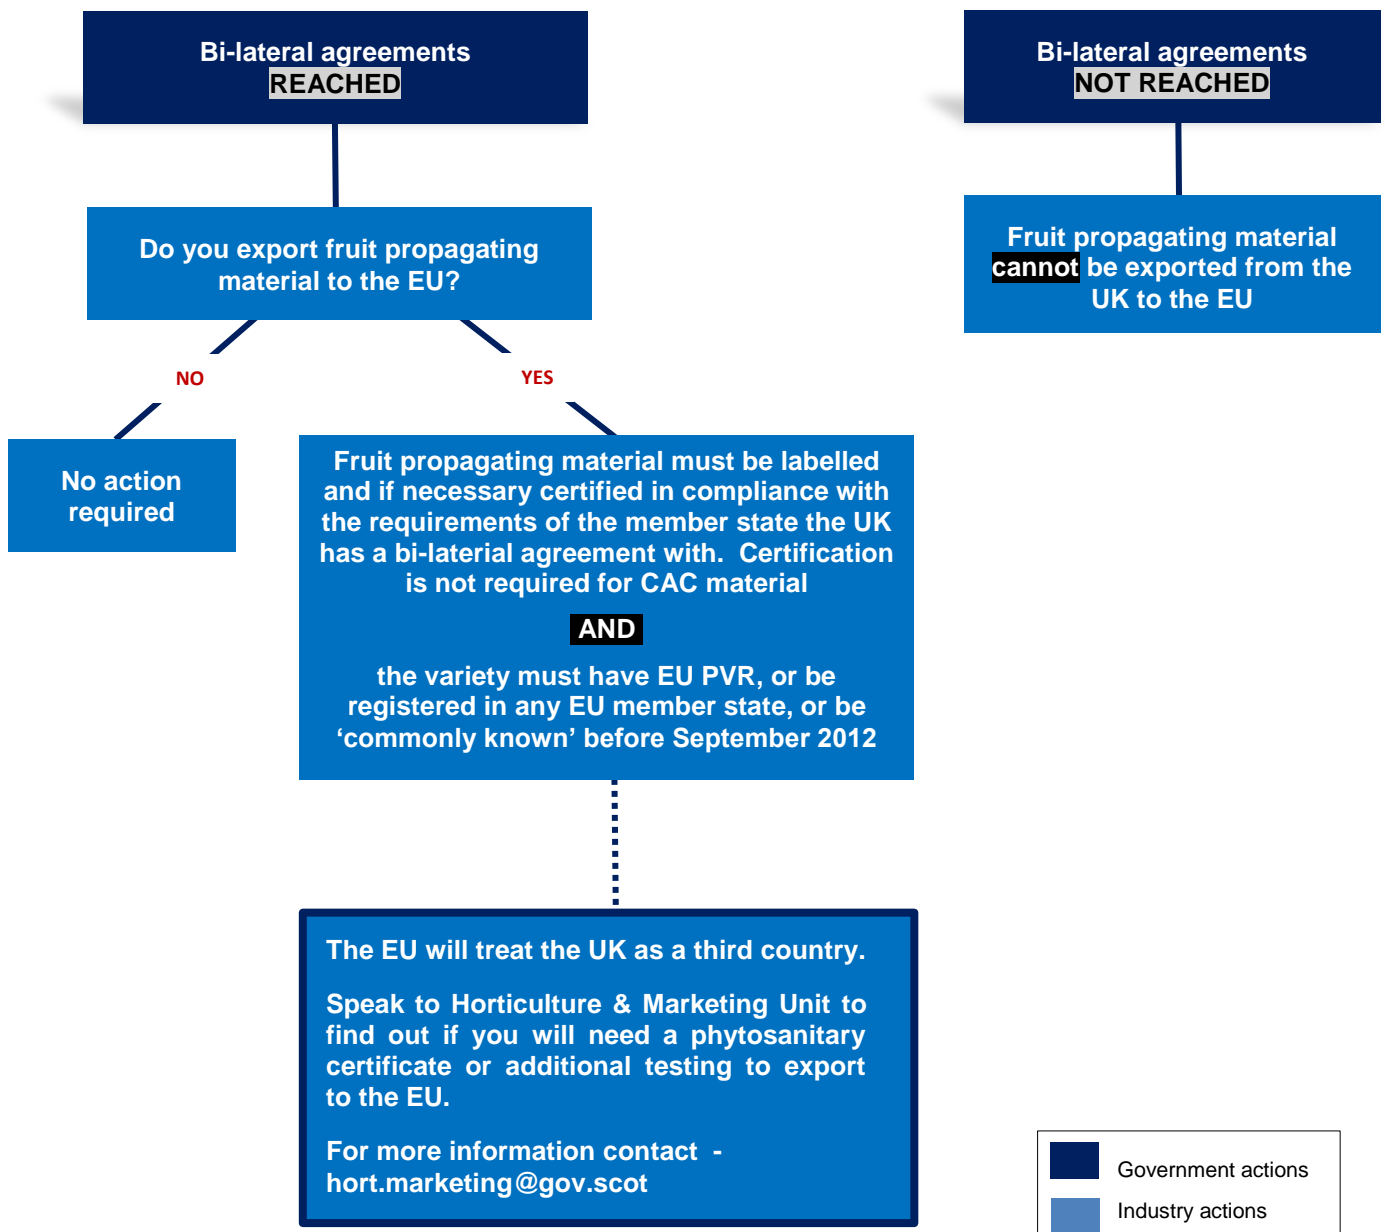 Bi-lateral agreements
REACHED
Bi-lateral agreements
NOT REACHED
Do you export fruit propagating
material to the EU?
Fruit propagating material
cannot be exported from the
UK to the EU
NO
YES
No action
required
Fruit propagating material must be labelled
and if necessary certified in compliance with
the requirements of the member state the UK
has a bi-laterial agreement with.  Certification
is not required for CAC material
AND
the variety must have EU PVR, or be
registered in any EU member state, or be
‘commonly known’ before September 2012
The EU will treat the UK as a third country.
Speak to Horticulture & Marketing Unit to
find out if you will need a phytosanitary
certificate or additional testing to export
to the EU.
For more information contact  -
hort.marketing@gov.scot
Government actions
Industry actions